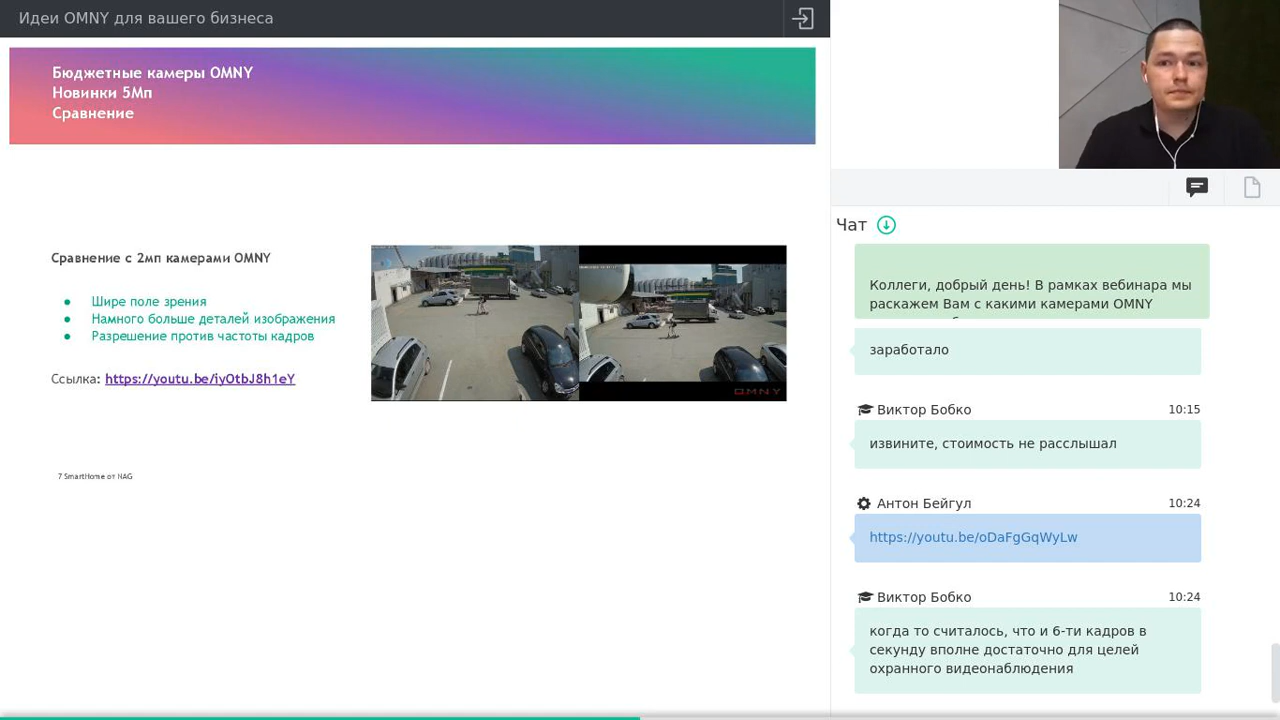 Идеи OMNY для вашего бизнеса
Бюджетные камеры OMNY
Новинки 5Мп
Сравнение
Сравнение с 2мп камерами OMNY
● Шире поле зрения
● Намного больше деталей изображения
● Разрешение против частоты кадров
Ссылка: https://youtu.be/iyOtbJ8h1eY
OMNY
7 SmartHome от NAG
Чат
Коллеги, добрый день! В рамках вебинара мы
раскажем Вам с какими камерами OMNY
заработало
Виктор Бобко 10:15
извините, стоимость не расслышал
Антон Бейгул 10:24
https://youtu.be/oDaFgGqWyLw
Виктор Бобко 10:24
когда то считалось, что и 6-ти кадров в
секунду вполне достаточно для целей
охранного видеонаблюдения